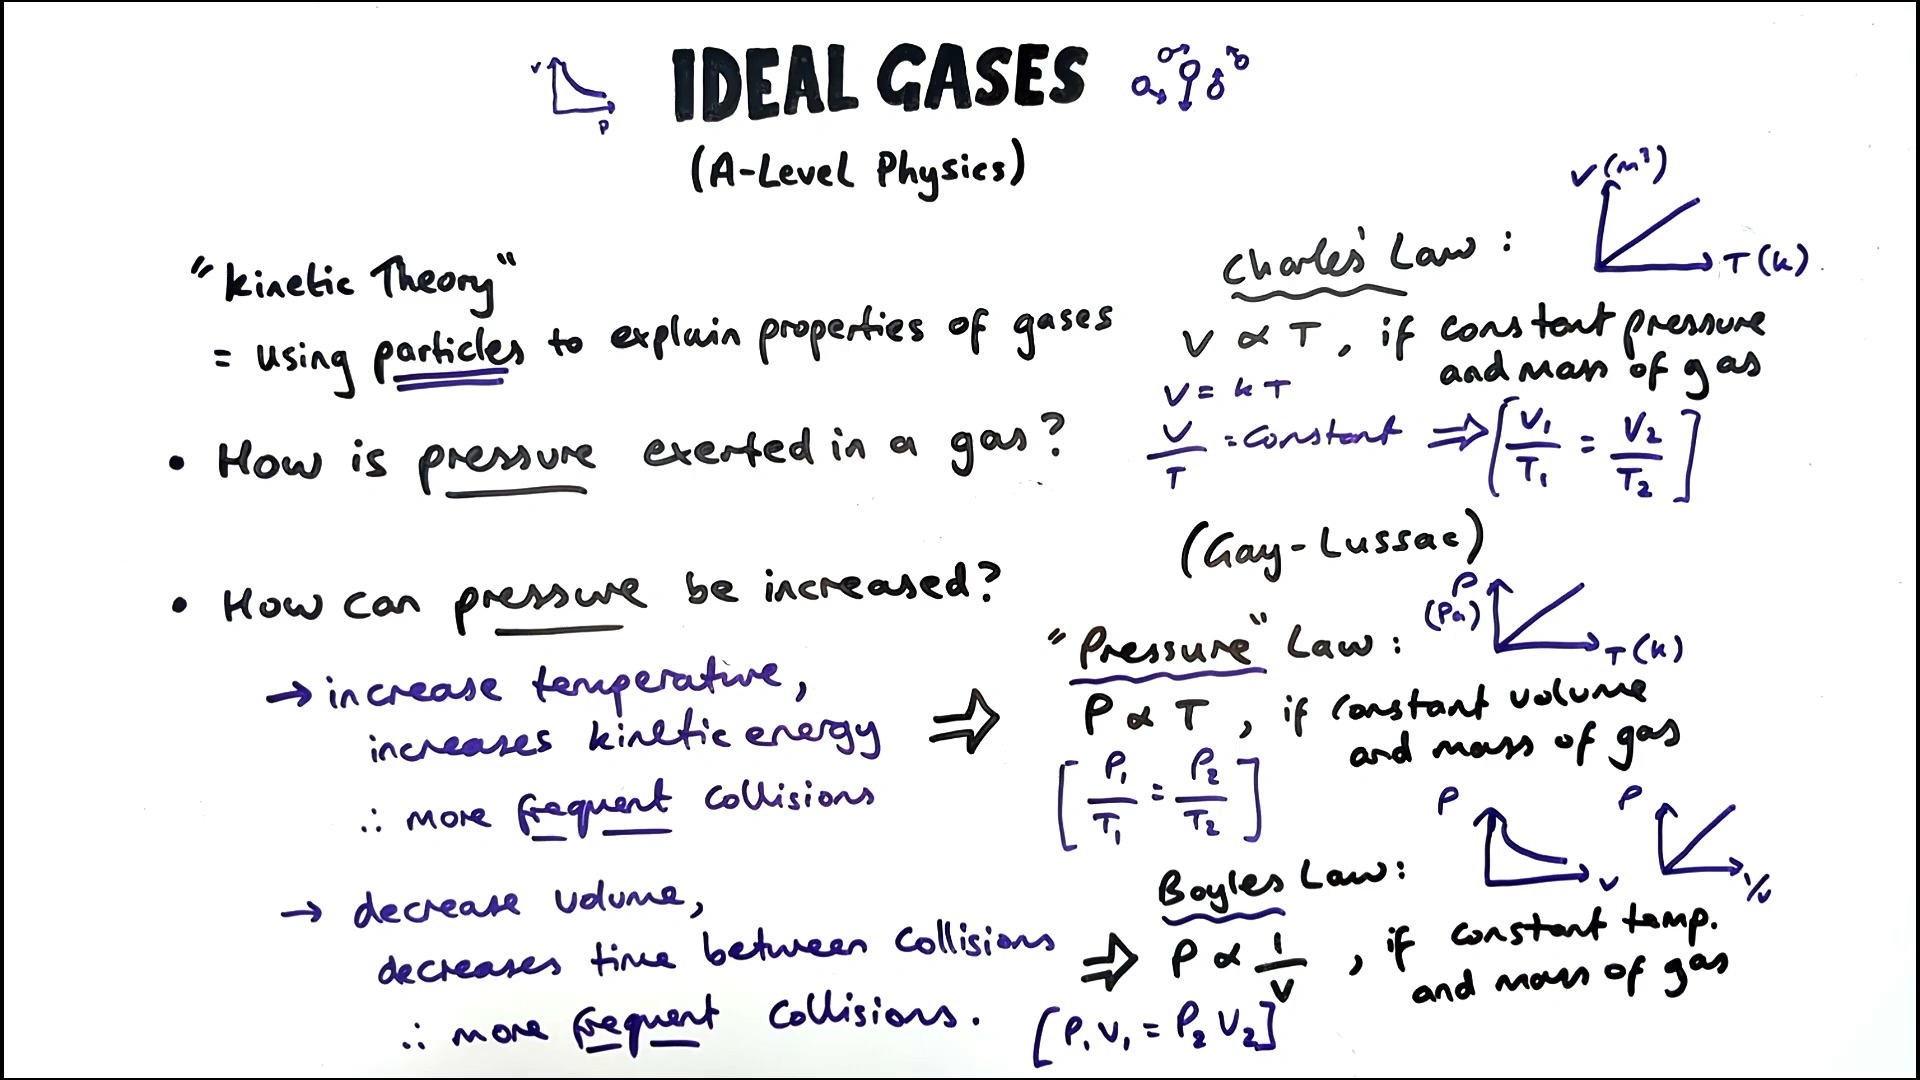 IDEAL GASES
V
P
(A-Level Physics)
"Kinetic Theory"
= using particles to explain properties of gases
• How is pressure exerted in a gas?
• How can pressure be increased?
→ increase temperature,
increases kinetic energy
∴ more frequent collisions
→ decrease volume,
decreases time between collisions
∴ more frequent collisions.
Charles' Law :
V (m³)
T (K)
V ∝ T , if constant pressure
and mass of gas
V = kT
V/T = constant ⇒ [V₁/T₁ = V₂/T₂]
(Gay-Lussac)
⇒ "Pressure" Law :
P
(Pa)
T (K)
P ∝ T , if constant volume
and mass of gas
[P₁/T₁ = P₂/T₂]
Boyles Law :
P
V
P
1/V
⇒ P ∝ 1/V , if constant temp.
and mass of gas
[P₁V₁ = P₂V₂]